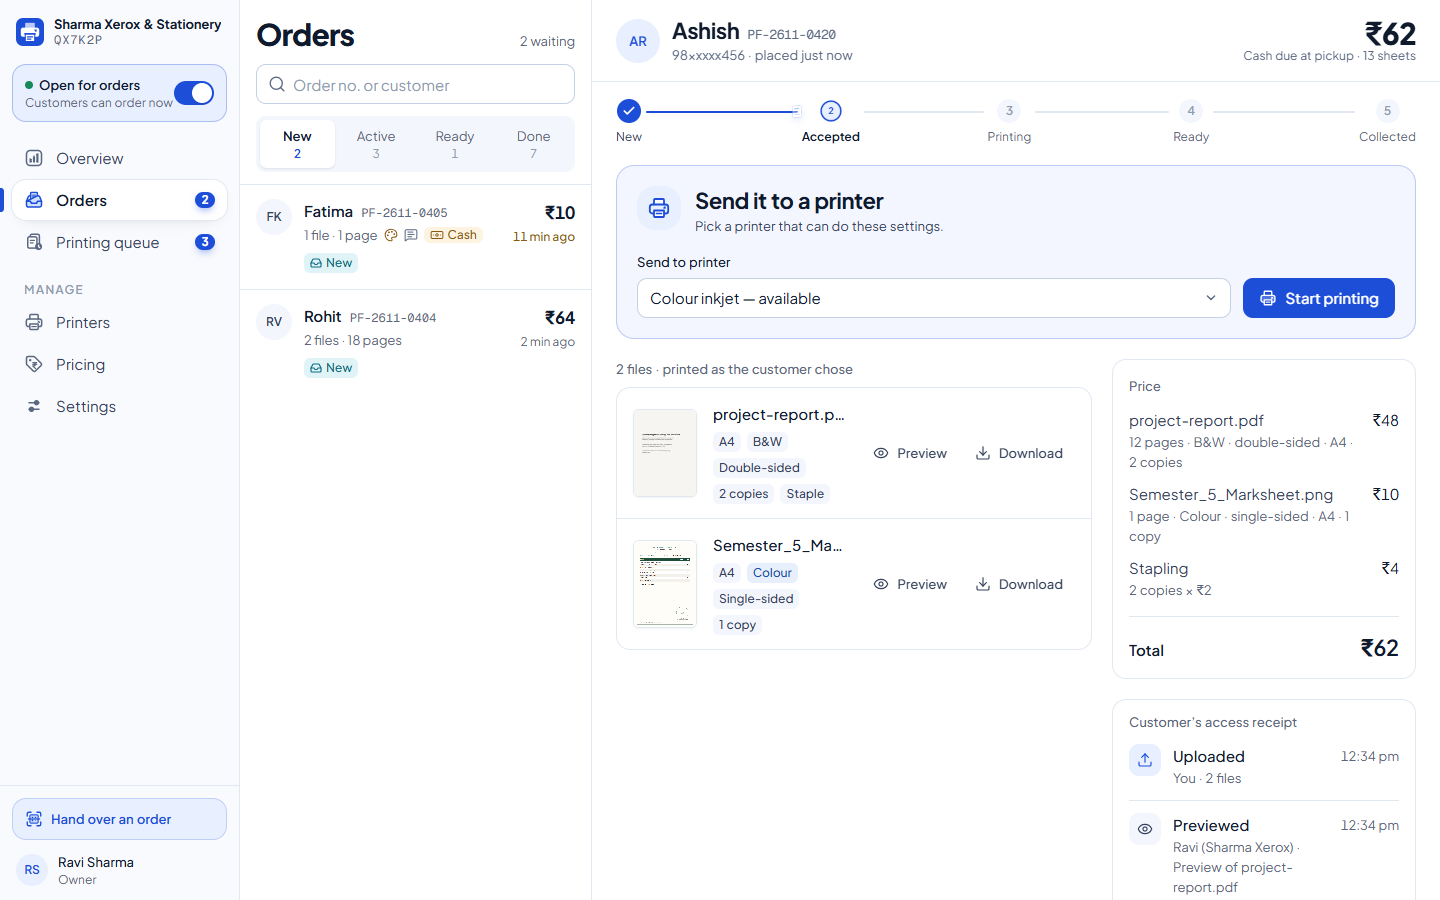 Sharma Xerox & Stationery
QX7K2P
Open for orders
Customers can order now
Overview
Orders
2
Printing queue
3
MANAGE
Printers
Pricing
Settings
Hand over an order
RS
Ravi Sharma
Owner
Orders
2 waiting
Order no. or customer
New
2
Active
3
Ready
1
Done
7
FK
Fatima PF-2611-0405
₹10
1 file · 1 page
Cash
11 min ago
New
RV
Rohit PF-2611-0404
₹64
2 files · 18 pages
2 min ago
New
AR
Ashish PF-2611-0420
98×xxxx456 · placed just now
₹62
Cash due at pickup · 13 sheets
New
2
Accepted
3
Printing
4
Ready
5
Collected
Send it to a printer
Pick a printer that can do these settings.
Send to printer
Colour inkjet — available
Start printing
2 files · printed as the customer chose
project-report.p...
A4 B&W
Double-sided
2 copies Staple
Preview
Download
Semester_5_Ma...
A4 Colour
Single-sided
1 copy
Preview
Download
Price
project-report.pdf ₹48
12 pages · B&W · double-sided · A4 ·
2 copies
Semester_5_Marksheet.png ₹10
1 page · Colour · single-sided · A4 · 1
copy
Stapling ₹4
2 copies × ₹2
Total ₹62
Customer's access receipt
Uploaded 12:34 pm
You · 2 files
Previewed 12:34 pm
Ravi (Sharma Xerox) ·
Preview of project-
report.pdf